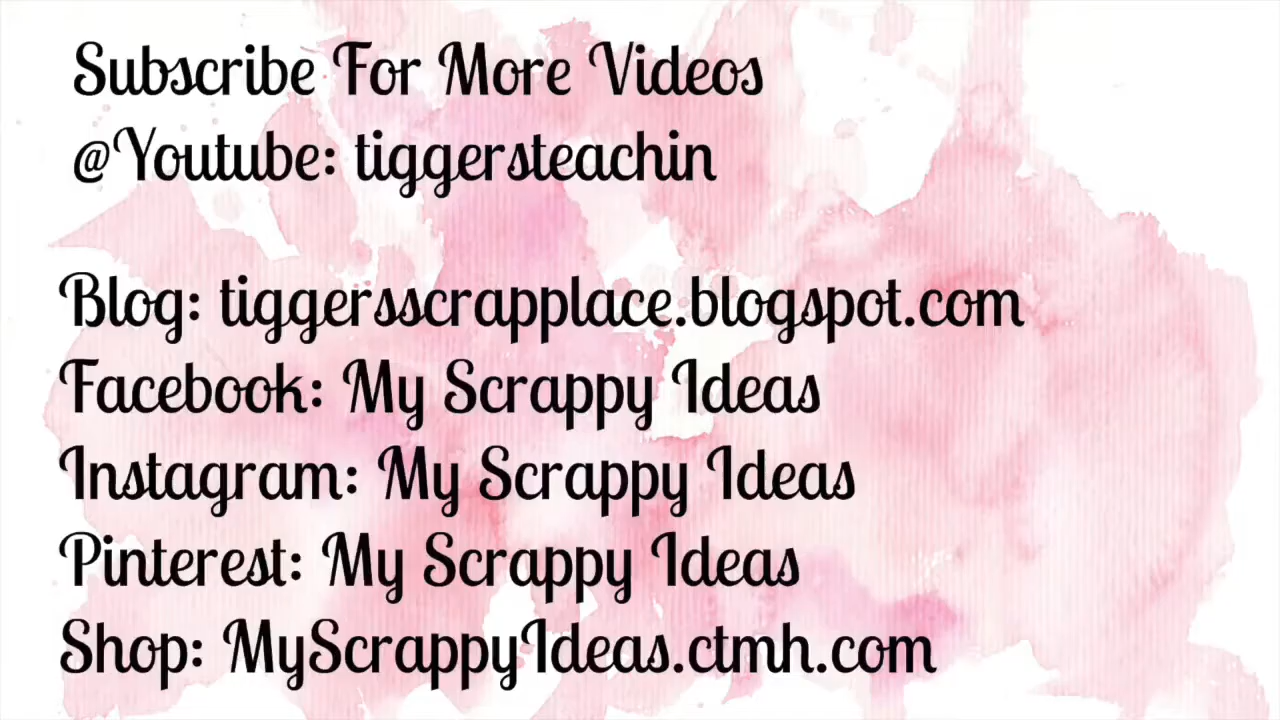 Subscribe For More Videos
@Youtube: tiggersteachin
Blog: tiggersscrapplace.blogspot.com
Facebook: My Scrappy Ideas
Instagram: My Scrappy Ideas
Pinterest: My Scrappy Ideas
Shop: MyScrappyIdeas.ctmh.com